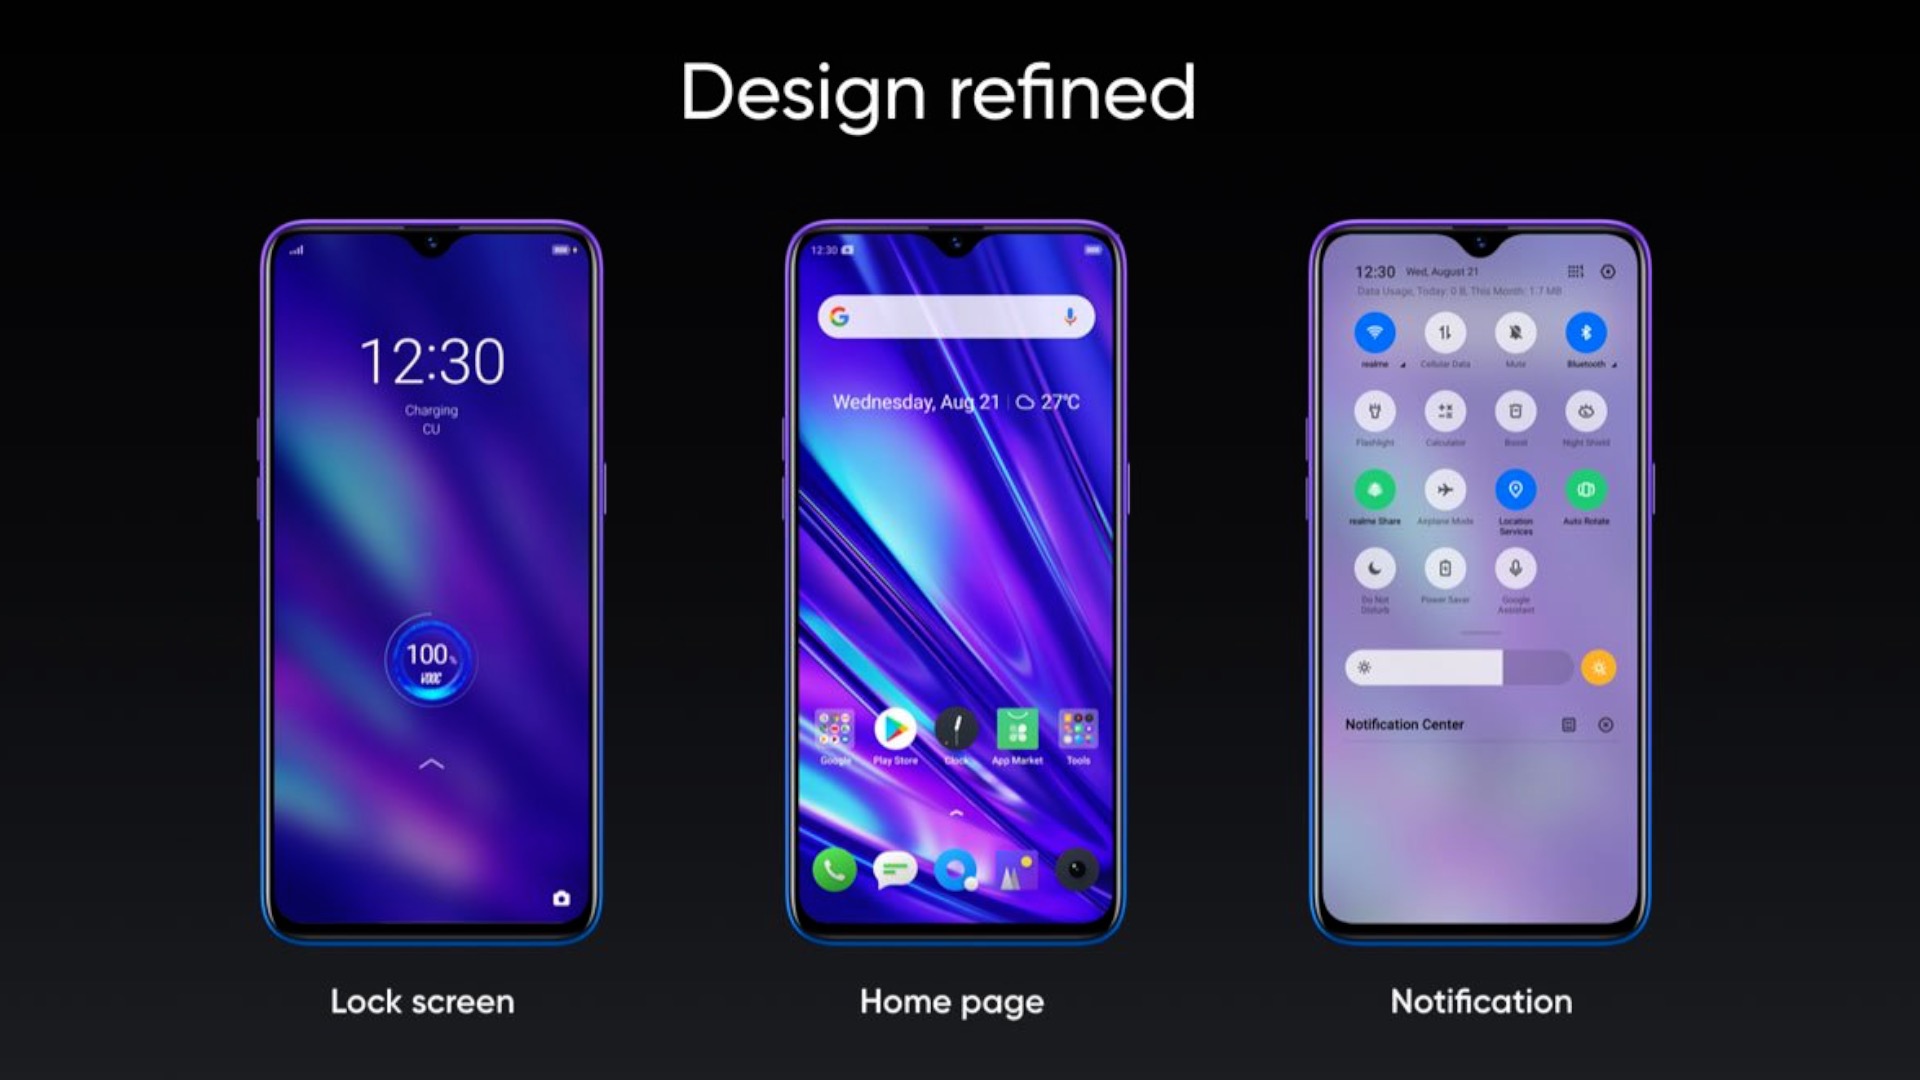 Design refined
12:30
Charging
CU
100%
VOOC
Lock screen
12:30
G
Wednesday, Aug 21 27°C
Google Play Store Clock App Market Tools
Home page
12:30 Wed, August 21
Data Usage, Today: 0 B, This Month: 1.7 MB
realme Cellular Data Mute Bluetooth
Flashlight Calculator Boost Night Shield
realme Share Airplane Mode Location Services Auto Rotate
Do Not Disturb Power Saver Google Assistant
Notification Center
Notification